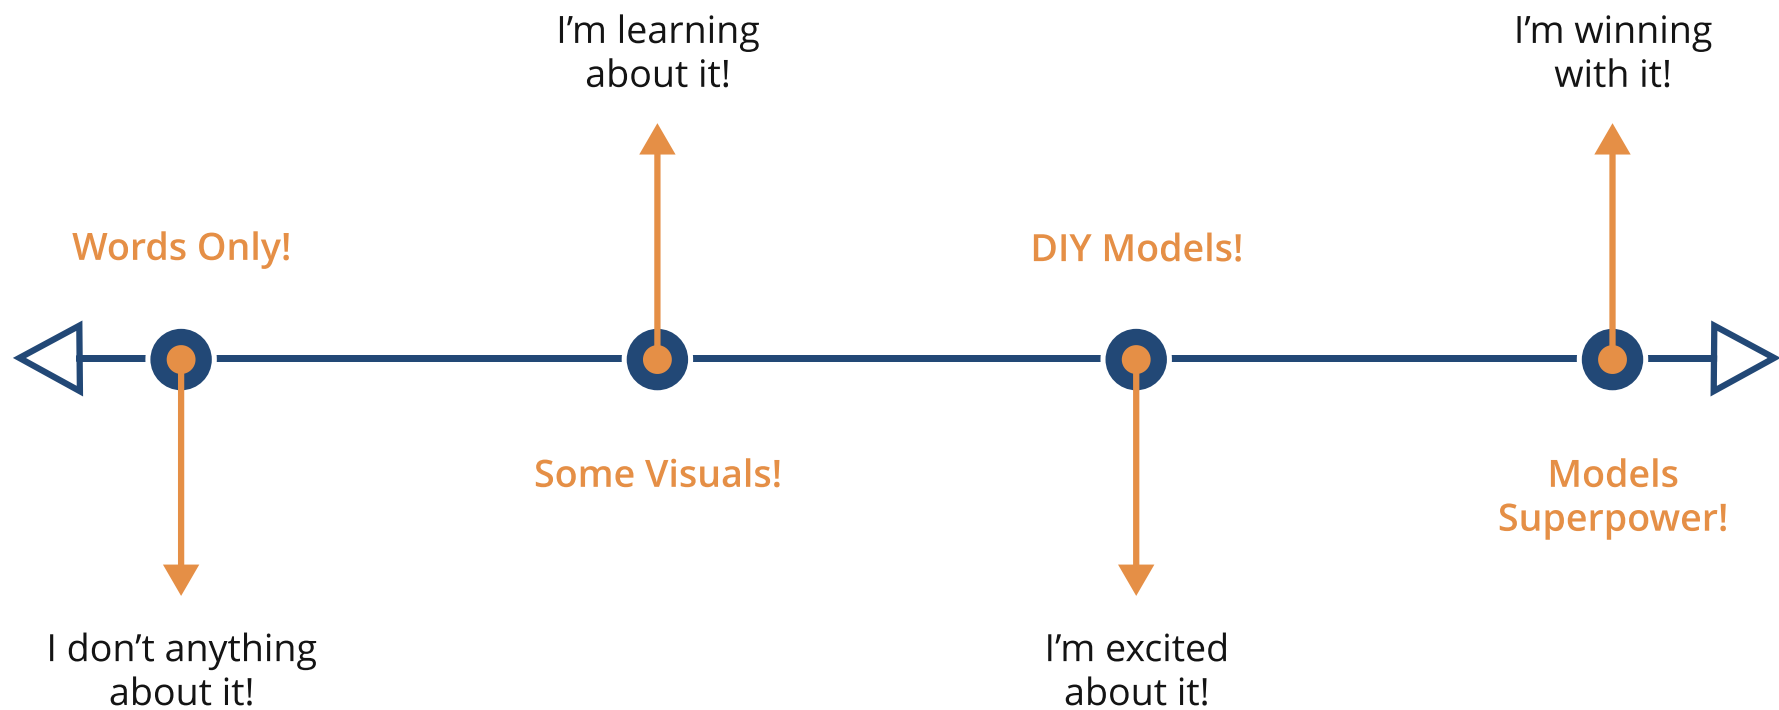 I’m learning
about it!
I’m winning
with it!
Words Only!
DIY Models!
Some Visuals!
Models
Superpower!
I don’t anything
about it!
I’m excited
about it!